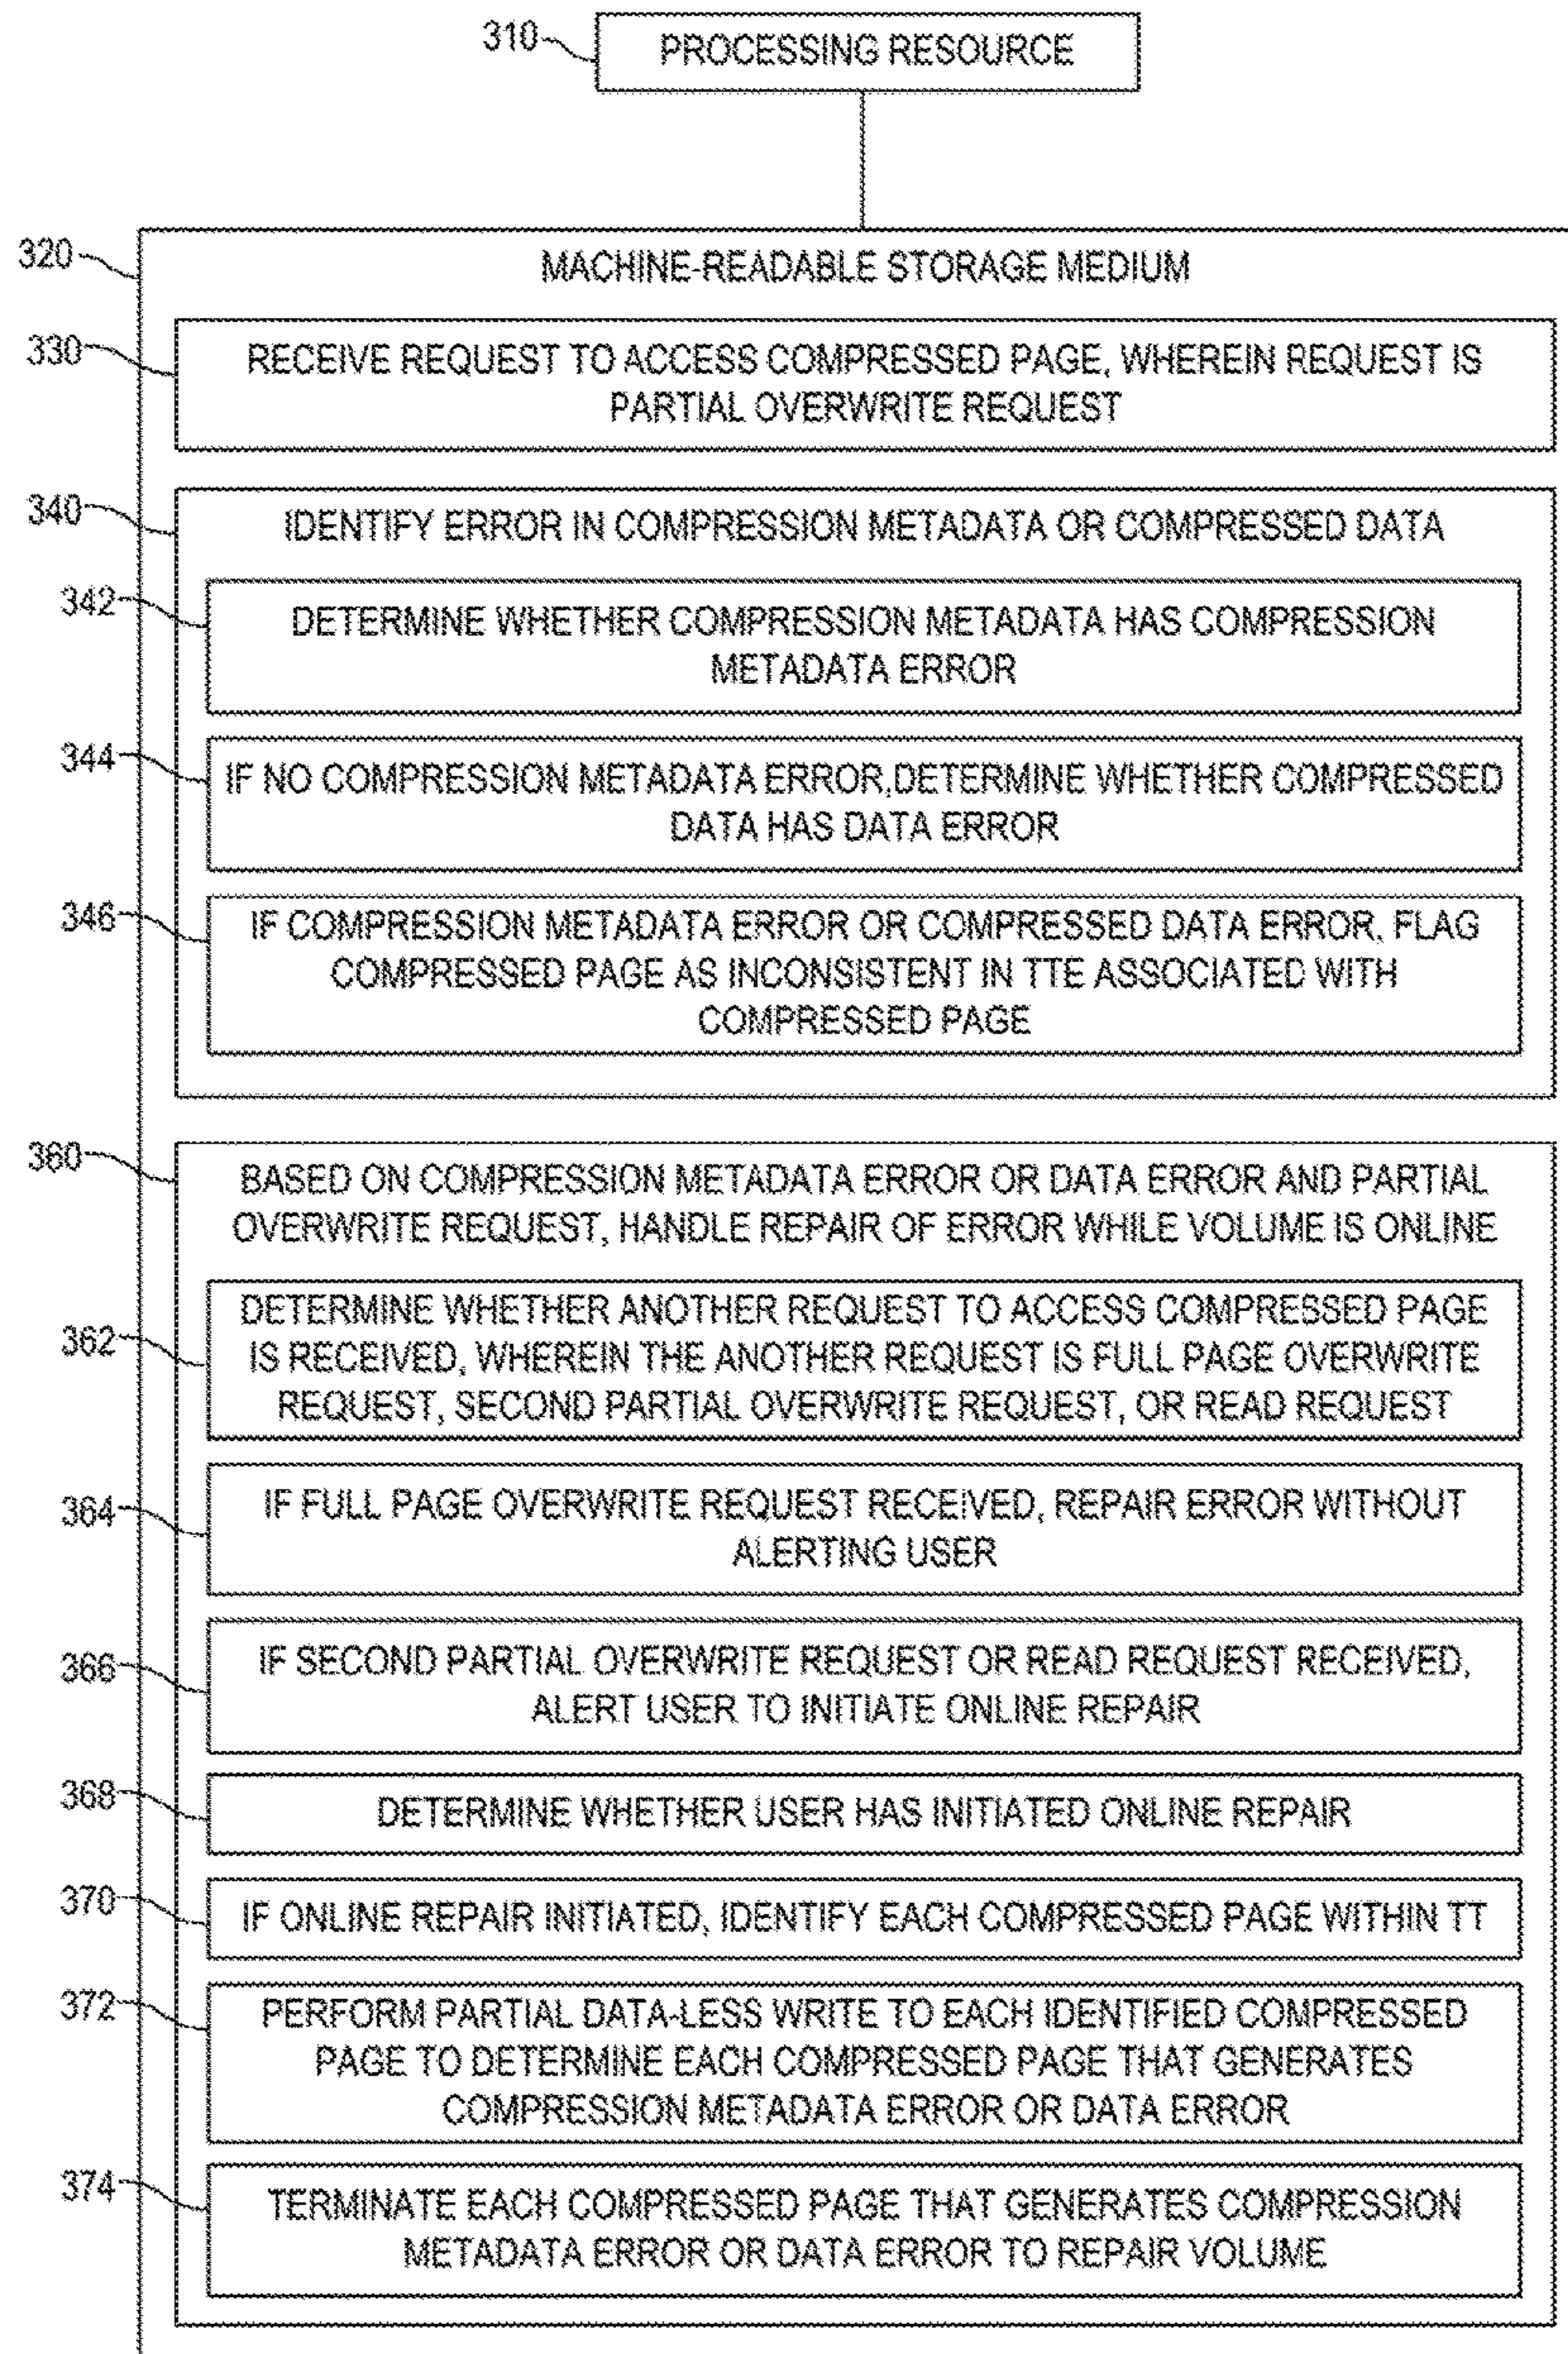 310
PROCESSING RESOURCE
320
MACHINE-READABLE STORAGE MEDIUM
330
RECEIVE REQUEST TO ACCESS COMPRESSED PAGE, WHEREIN REQUEST IS
PARTIAL OVERWRITE REQUEST
340
IDENTIFY ERROR IN COMPRESSION METADATA OR COMPRESSED DATA
342
DETERMINE WHETHER COMPRESSION METADATA HAS COMPRESSION
METADATA ERROR
344
IF NO COMPRESSION METADATA ERROR,DETERMINE WHETHER COMPRESSED
DATA HAS DATA ERROR
346
IF COMPRESSION METADATA ERROR OR COMPRESSED DATA ERROR, FLAG
COMPRESSED PAGE AS INCONSISTENT IN TTE ASSOCIATED WITH
COMPRESSED PAGE
360
BASED ON COMPRESSION METADATA ERROR OR DATA ERROR AND PARTIAL
OVERWRITE REQUEST, HANDLE REPAIR OF ERROR WHILE VOLUME IS ONLINE
362
DETERMINE WHETHER ANOTHER REQUEST TO ACCESS COMPRESSED PAGE
IS RECEIVED, WHEREIN THE ANOTHER REQUEST IS FULL PAGE OVERWRITE
REQUEST, SECOND PARTIAL OVERWRITE REQUEST, OR READ REQUEST
364
IF FULL PAGE OVERWRITE REQUEST RECEIVED, REPAIR ERROR WITHOUT
ALERTING USER
366
IF SECOND PARTIAL OVERWRITE REQUEST OR READ REQUEST RECEIVED,
ALERT USER TO INITIATE ONLINE REPAIR
368
DETERMINE WHETHER USER HAS INITIATED ONLINE REPAIR
370
IF ONLINE REPAIR INITIATED, IDENTIFY EACH COMPRESSED PAGE WITHIN TT
372
PERFORM PARTIAL DATA-LESS WRITE TO EACH IDENTIFIED COMPRESSED
PAGE TO DETERMINE EACH COMPRESSED PAGE THAT GENERATES
COMPRESSION METADATA ERROR OR DATA ERROR
374
TERMINATE EACH COMPRESSED PAGE THAT GENERATES COMPRESSION
METADATA ERROR OR DATA ERROR TO REPAIR VOLUME